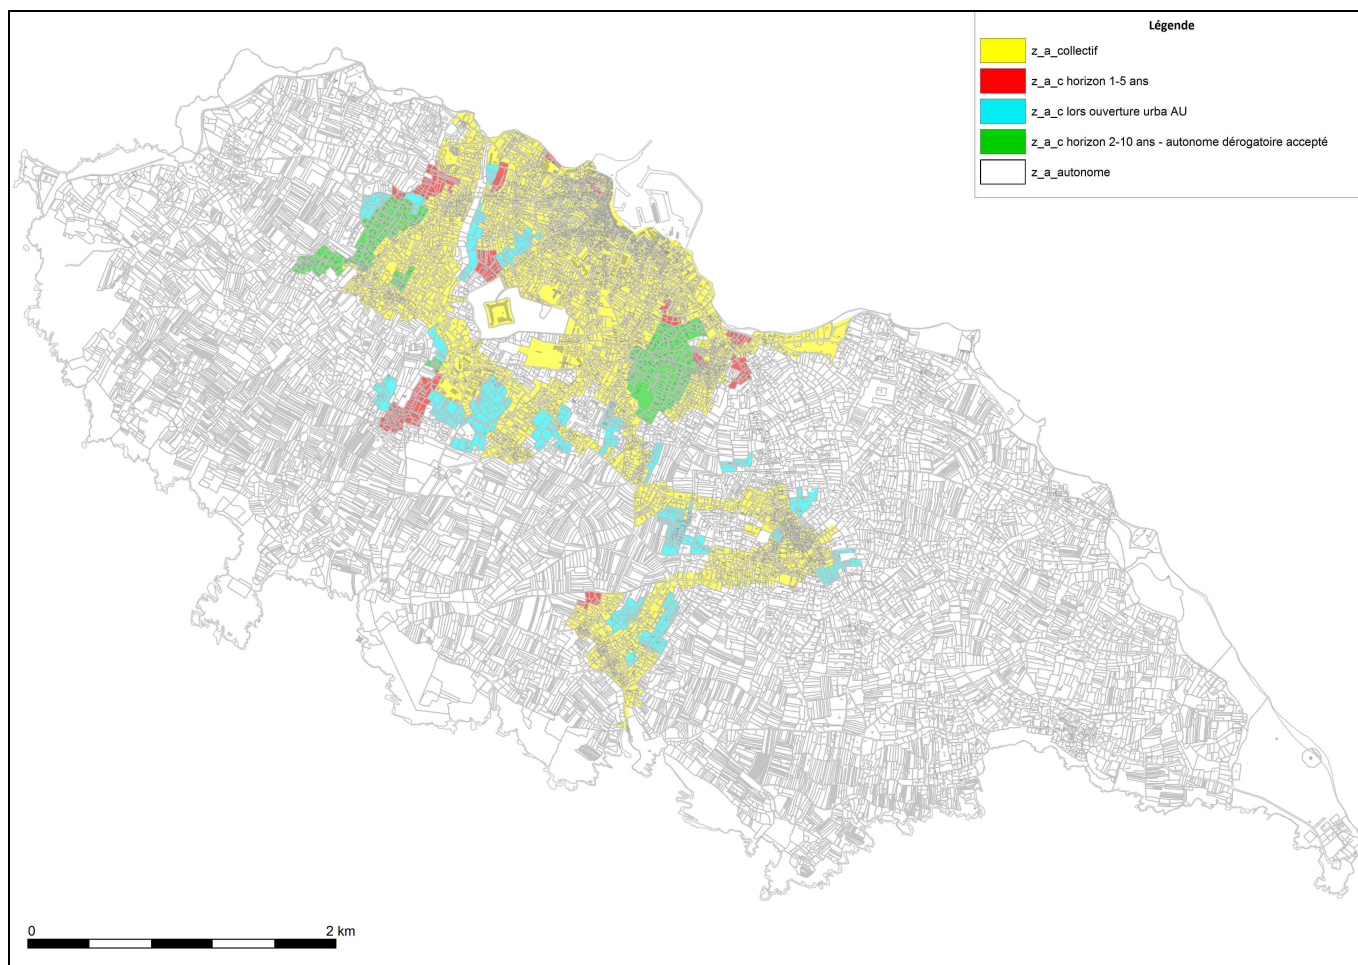 Légende
z_a_collectif
z_a_c horizon 1-5 ans
z_a_c lors ouverture urba AU
z_a_c horizon 2-10 ans - autonome dérogatoire accepté
z_a_autonome
0 2 km